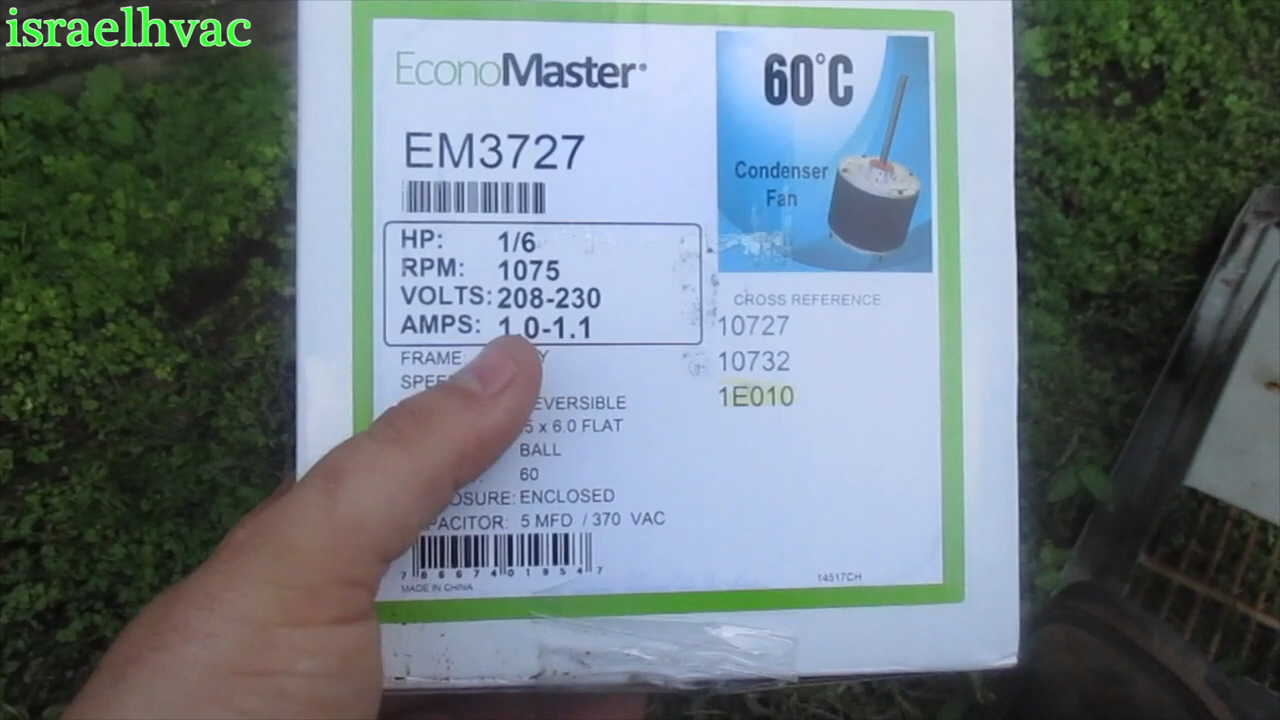 israelhvac
EconoMaster
EM3727
HP: 1/6
RPM: 1075
VOLTS: 208-230
AMPS: 1.0-1.1
FRAME:
BALL
60
ENCLOSED
5 MFD / 370 VAC
MADE IN CHINA
60°C
Condenser
Fan
CROSS REFERENCE
10727
10732
1E010
14517CH